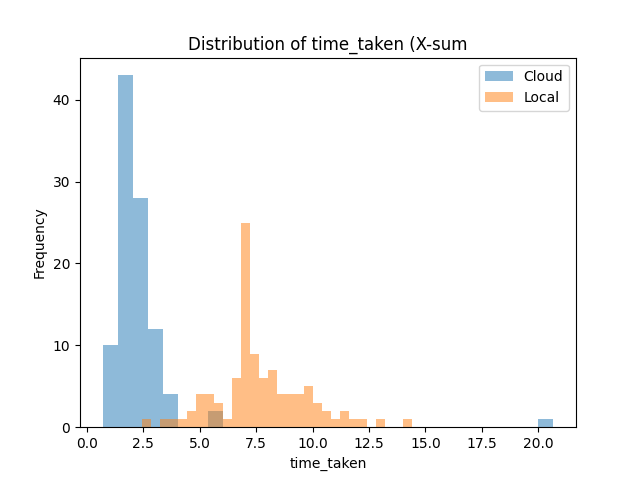 Distribution of time_taken (X-sum
Cloud
Local
Frequency
40
30
20
10
0
0.0 2.5 5.0 7.5 10.0 12.5 15.0 17.5 20.0
time_taken